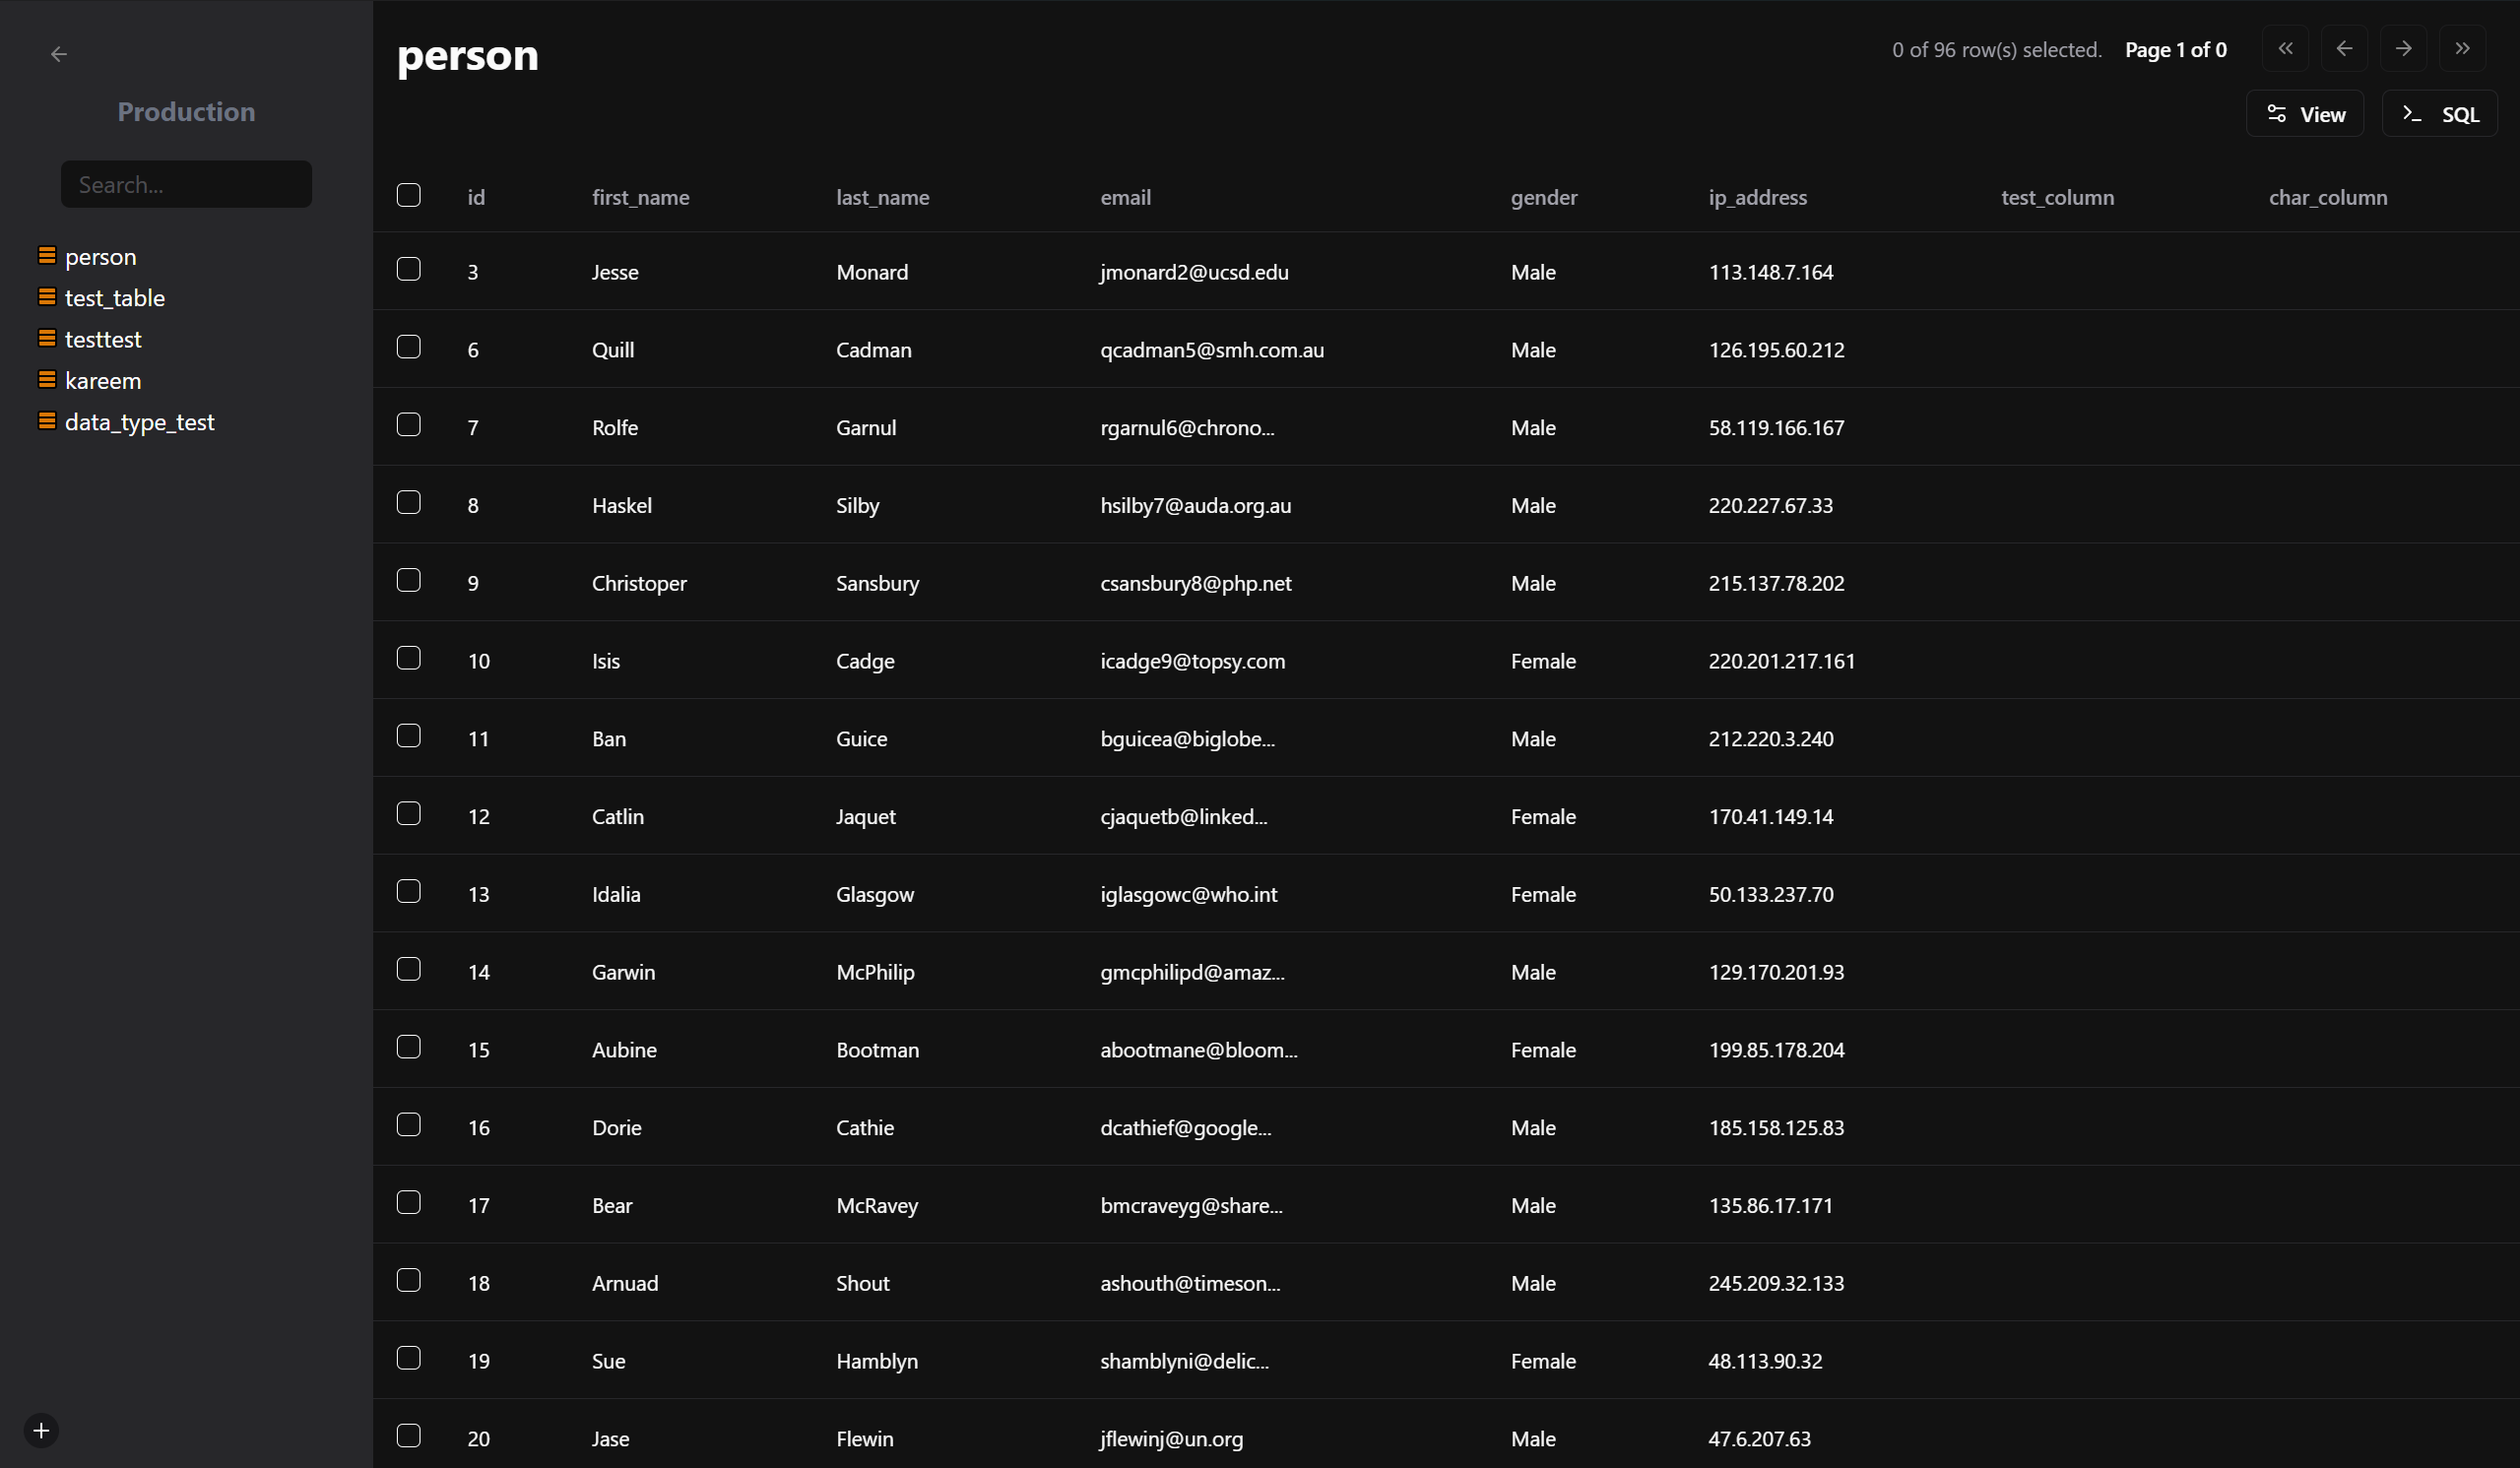 Production
Search...
person
test_table
testtest
kareem
data_type_test
person
0 of 96 row(s) selected. Page 1 of 0
View SQL
id first_name last_name email gender ip_address test_column char_column
3 Jesse Monard jmonard2@ucsd.edu Male 113.148.7.164
6 Quill Cadman qcadman5@smh.com.au Male 126.195.60.212
7 Rolfe Garnul rgarnul6@chrono... Male 58.119.166.167
8 Haskel Silby hsilby7@auda.org.au Male 220.227.67.33
9 Christoper Sansbury csansbury8@php.net Male 215.137.78.202
10 Isis Cadge icadge9@topsy.com Female 220.201.217.161
11 Ban Guice bguicea@biglobe... Male 212.220.3.240
12 Catlin Jaquet cjaquetb@linked... Female 170.41.149.14
13 Idalia Glasgow iglasgowc@who.int Female 50.133.237.70
14 Garwin McPhilip gmcphilipd@amaz... Male 129.170.201.93
15 Aubine Bootman abootmane@bloom... Female 199.85.178.204
16 Dorie Cathie dcathief@google... Male 185.158.125.83
17 Bear McRavey bmcraveyg@share... Male 135.86.17.171
18 Arnuad Shout ashouth@timeson... Male 245.209.32.133
19 Sue Hamblyn shamblyni@delic... Female 48.113.90.32
20 Jase Flewin jflewinj@un.org Male 47.6.207.63